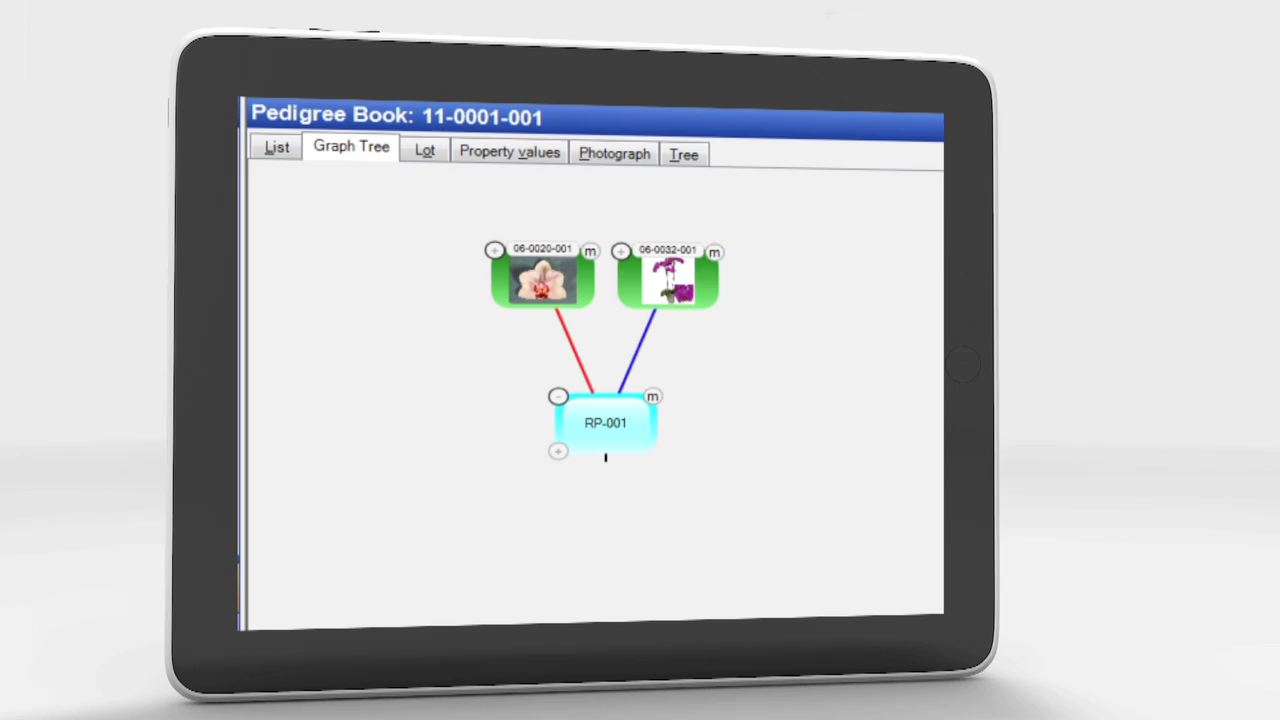 Pedigree Book: 11-0001-001
List Graph Tree Lot Property values Photograph Tree
+ 06-0020-001 m + 06-0032-001 m
- m
RP-001
+